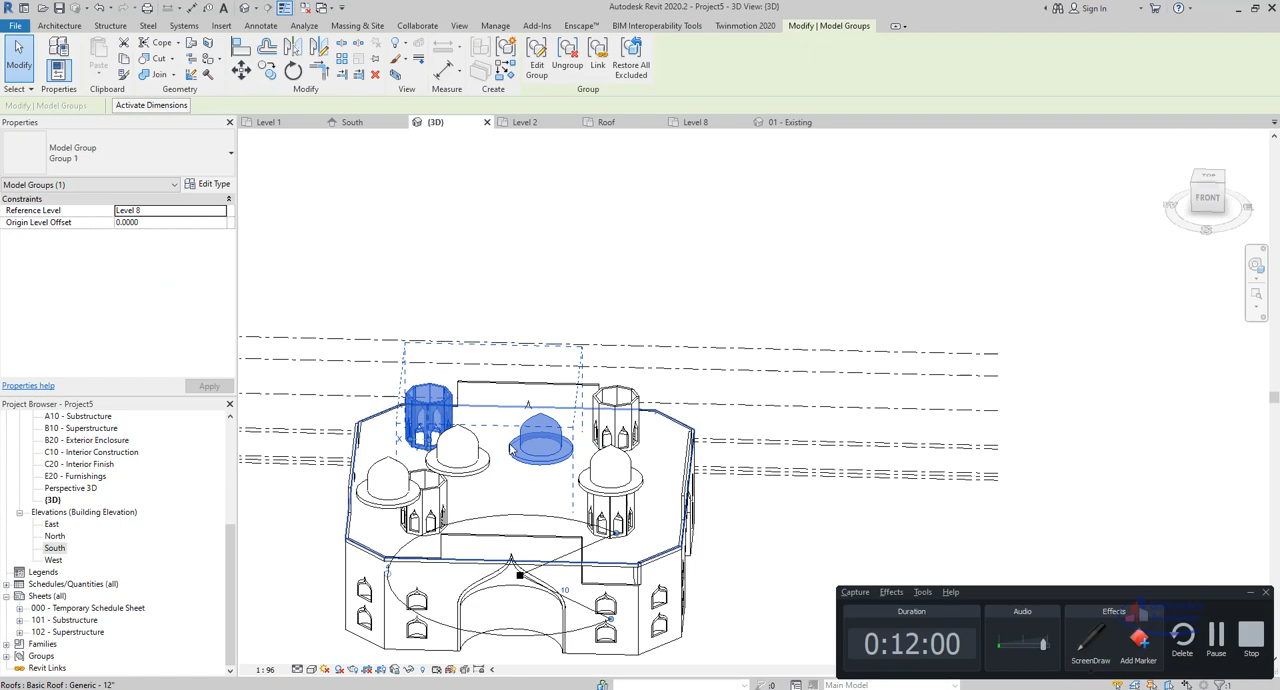 Autodesk Revit 2020.2 - Project5 - 3D View: {3D}
Sign In
File Architecture Structure Steel Systems Insert Annotate Analyze Massing & Site Collaborate View Manage Add-Ins Enscape™ BIM Interoperability Tools Twinmotion 2020 Modify | Model Groups
Modify Paste Cope Cut Join Edit Group Ungroup Link Restore All Excluded
Select Properties Clipboard Geometry Modify View Measure Create Group
Modify | Model Groups Activate Dimensions
Properties
Level 1 South {3D} Level 2 Roof Level 8 01 - Existing
Model Group
Group 1
Model Groups (1) Edit Type
Constraints
Reference Level Level 8
Origin Level Offset 0.0000
TOP
FRONT
Properties help Apply
Project Browser - Project5
A10 - Substructure
B10 - Superstructure
B20 - Exterior Enclosure
C10 - Interior Construction
C20 - Interior Finish
E20 - Furnishings
Perspective 3D
{3D}
Elevations (Building Elevation)
East
North
South
West
Legends
Schedules/Quantities (all)
Sheets (all)
000 - Temporary Schedule Sheet
101 - Substructure
102 - Superstructure
Families
Groups
Revit Links
10
Capture Effects Tools Help
Duration Audio Effects
0:12:00
ScreenDraw Add Marker Delete Pause Stop
1 : 96
Roofs : Basic Roof : Generic - 12"
:0 Main Model :1